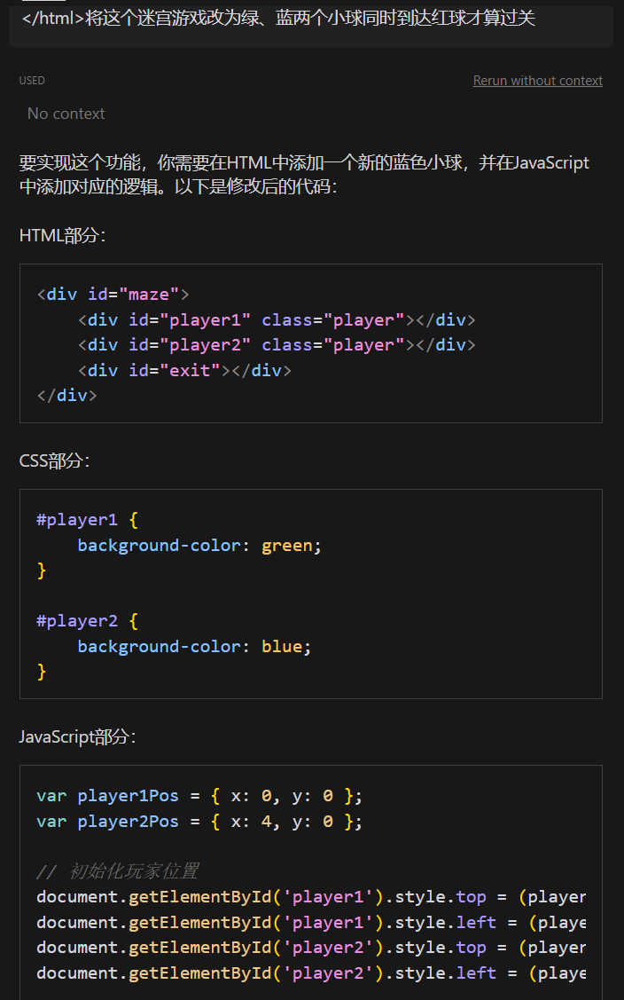 </html>将这个迷宫游戏改为绿、蓝两个小球同时到达红球才算过关
USED
Rerun without context
No context
要实现这个功能，你需要在HTML中添加一个新的蓝色小球，并在JavaScript
中添加对应的逻辑。以下是修改后的代码：
HTML部分：
<div id="maze">
    <div id="player1" class="player"></div>
    <div id="player2" class="player"></div>
    <div id="exit"></div>
</div>
CSS部分：
#player1 {
    background-color: green;
}
#player2 {
    background-color: blue;
}
JavaScript部分：
var player1Pos = { x: 0, y: 0 };
var player2Pos = { x: 4, y: 0 };
// 初始化玩家位置
document.getElementById('player1').style.top = (player
document.getElementById('player1').style.left = (playe
document.getElementById('player2').style.top = (player
document.getElementById('player2').style.left = (playe